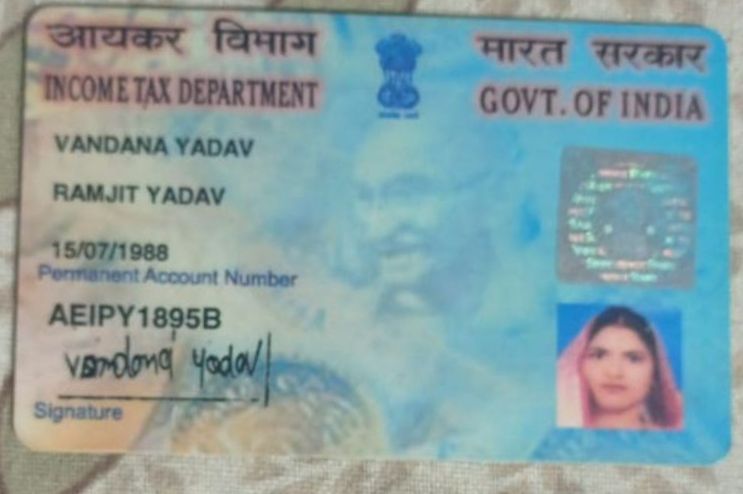 आयकर विभाग
भारत सरकार
INCOME TAX DEPARTMENT
GOVT. OF INDIA
VANDANA YADAV
RAMJIT YADAV
15/07/1988
Permanent Account Number
AEIPY1895B
Vandana Yadav
Signature